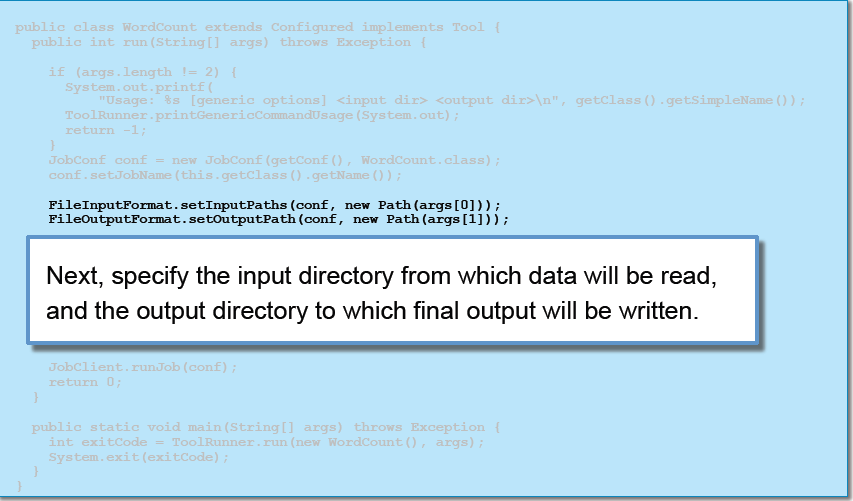 public class WordCount extends Configured implements Tool {
public int run(String[] args) throws Exception {
if (args.length != 2) {
System.out.printf(
"Usage: %s [generic options] <input dir> <output dir>\n", getClass().getSimpleName());
ToolRunner.printGenericCommandUsage(System.out);
return -1;
}
JobConf conf = new JobConf(getConf(), WordCount.class);
conf.setJobName(this.getClass().getName());
FileInputFormat.setInputPaths(conf, new Path(args[0]));
FileOutputFormat.setOutputPath(conf, new Path(args[1]));
Next, specify the input directory from which data will be read,
and the output directory to which final output will be written.
JobClient.runJob(conf);
return 0;
}
public static void main(String[] args) throws Exception {
int exitCode = ToolRunner.run(new WordCount(), args);
System.exit(exitCode);
}
}